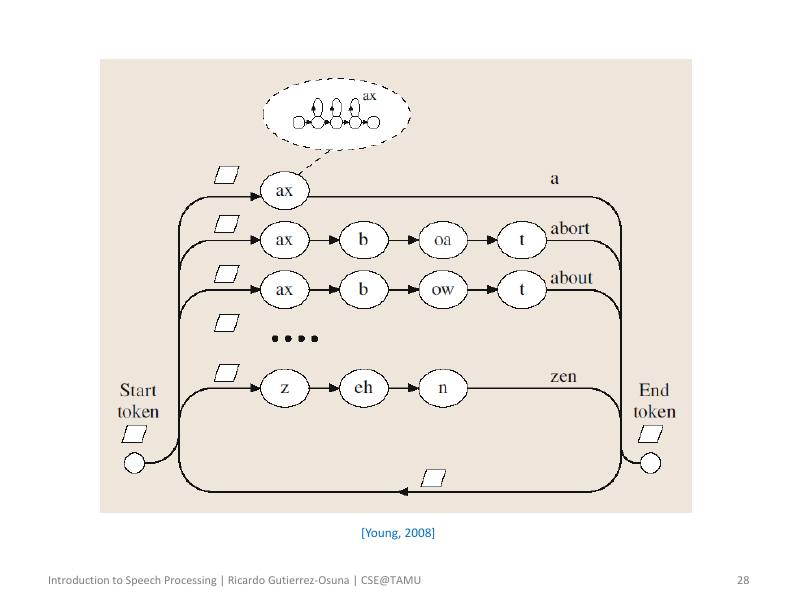 ax
ax
a
ax b oa t abort
ax b ow t about
z eh n zen
Start
token
End
token
[Young, 2008]
Introduction to Speech Processing | Ricardo Gutierrez-Osuna | CSE@TAMU
28